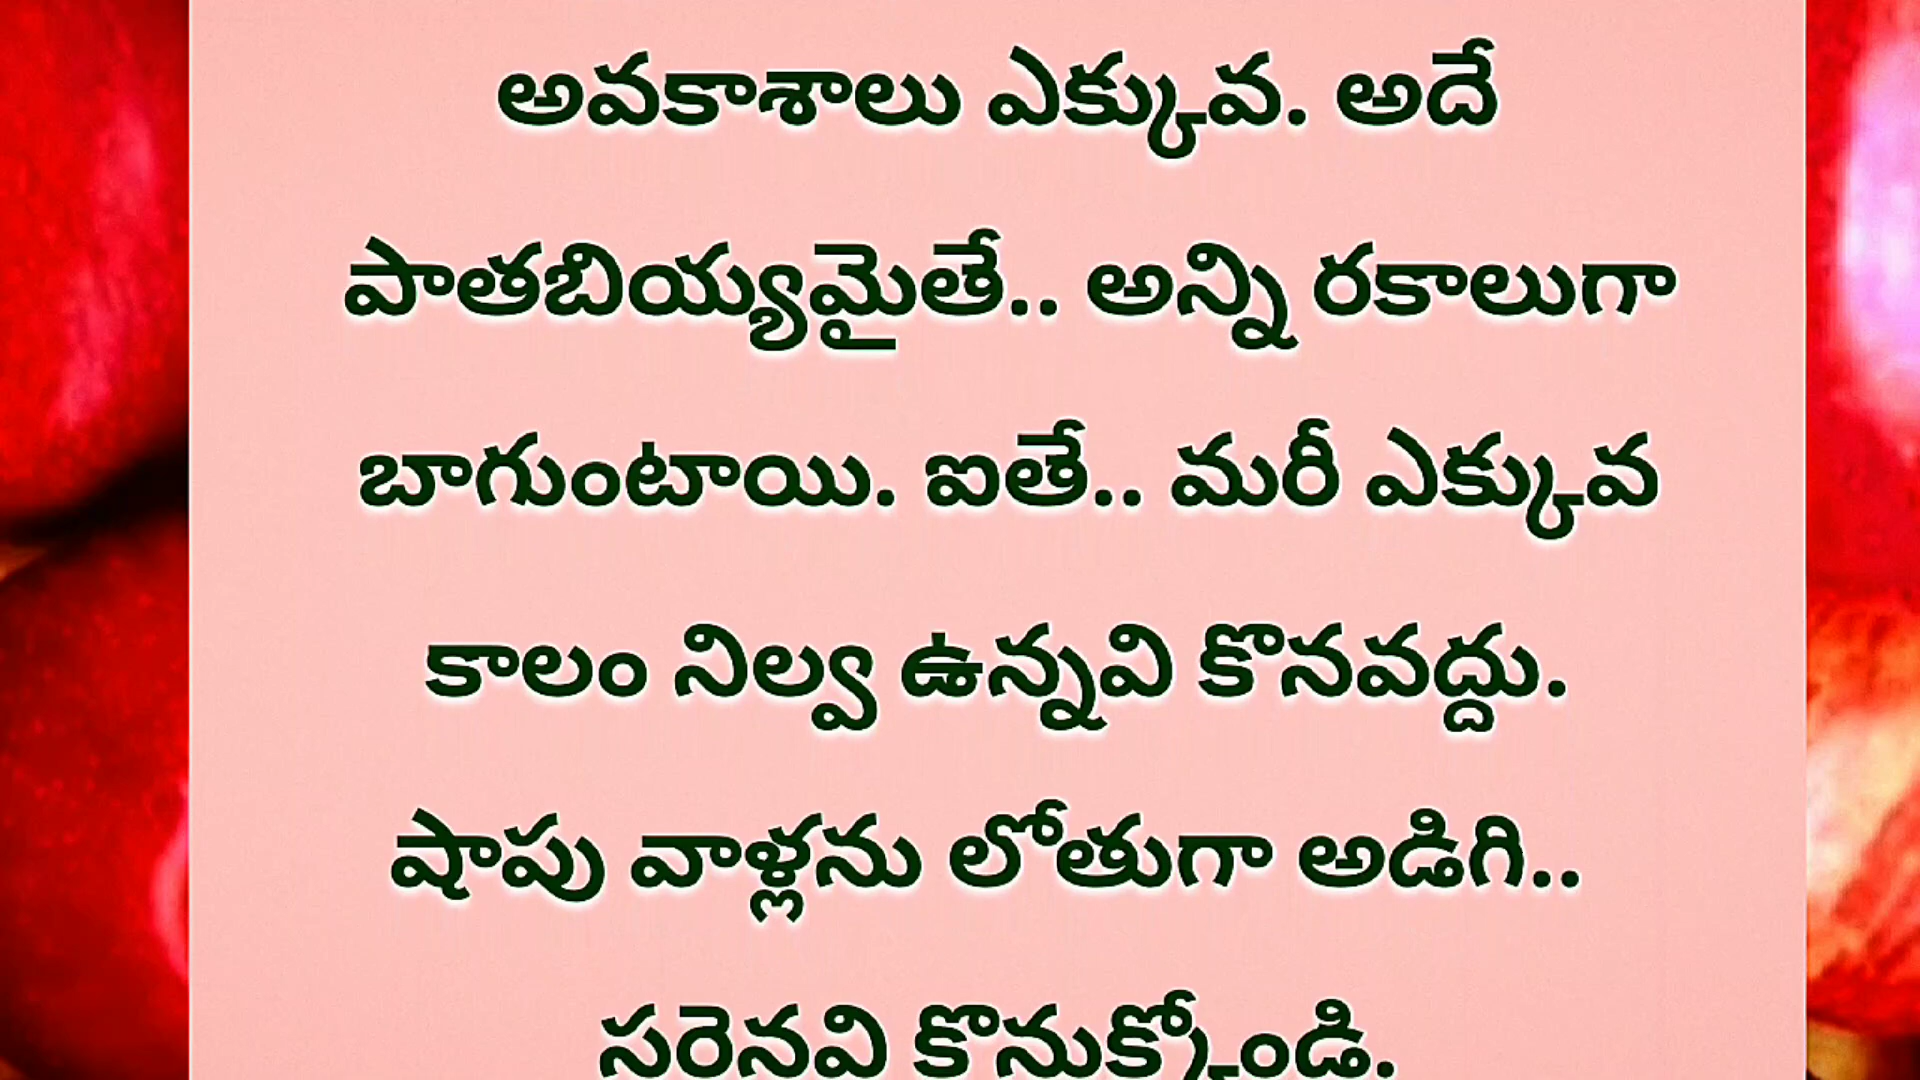 అవకాశాలు ఎక్కువ. అదే
పాతబియ్యమైతే.. అన్ని రకాలుగా
బాగుంటాయి. ఐతే.. మరీ ఎక్కువ
కాలం నిల్వ ఉన్నవి కొనవద్దు.
షాపు వాళ్లను లోతుగా అడిగి..
సరెనవి కొనుక్కోండి.